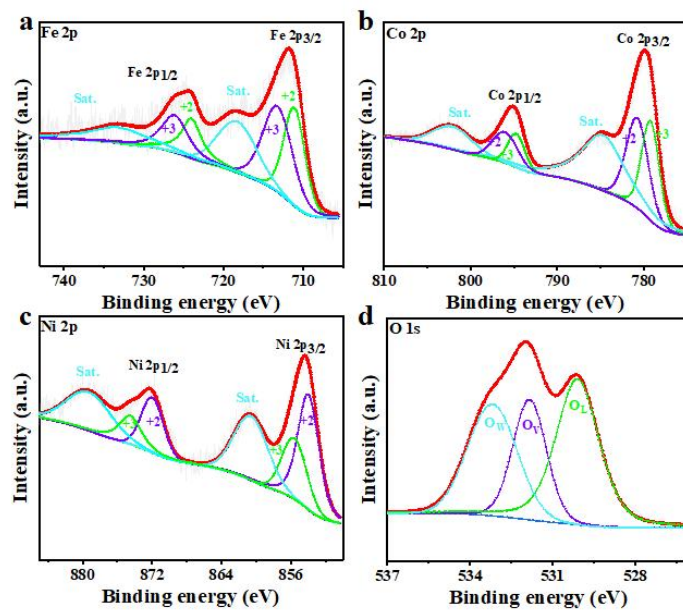 a
Fe 2p
Fe 2p3/2
Fe 2p1/2
Sat.
Sat.
+2
+2
+3
+3
Intensity (a.u.)
740
730
720
710
Binding energy (eV)
b
Co 2p
Co 2p3/2
Co 2p1/2
Sat.
Sat.
+2
+3
+2
+3
Intensity (a.u.)
810
800
790
780
Binding energy (eV)
c
Ni 2p
Ni 2p3/2
Ni 2p1/2
Sat.
Sat.
+3
+2
+3
+2
Intensity (a.u.)
880
872
864
856
Binding energy (eV)
d
O 1s
OW
OV
OL
Intensity (a.u.)
537
534
531
528
Binding energy (eV)